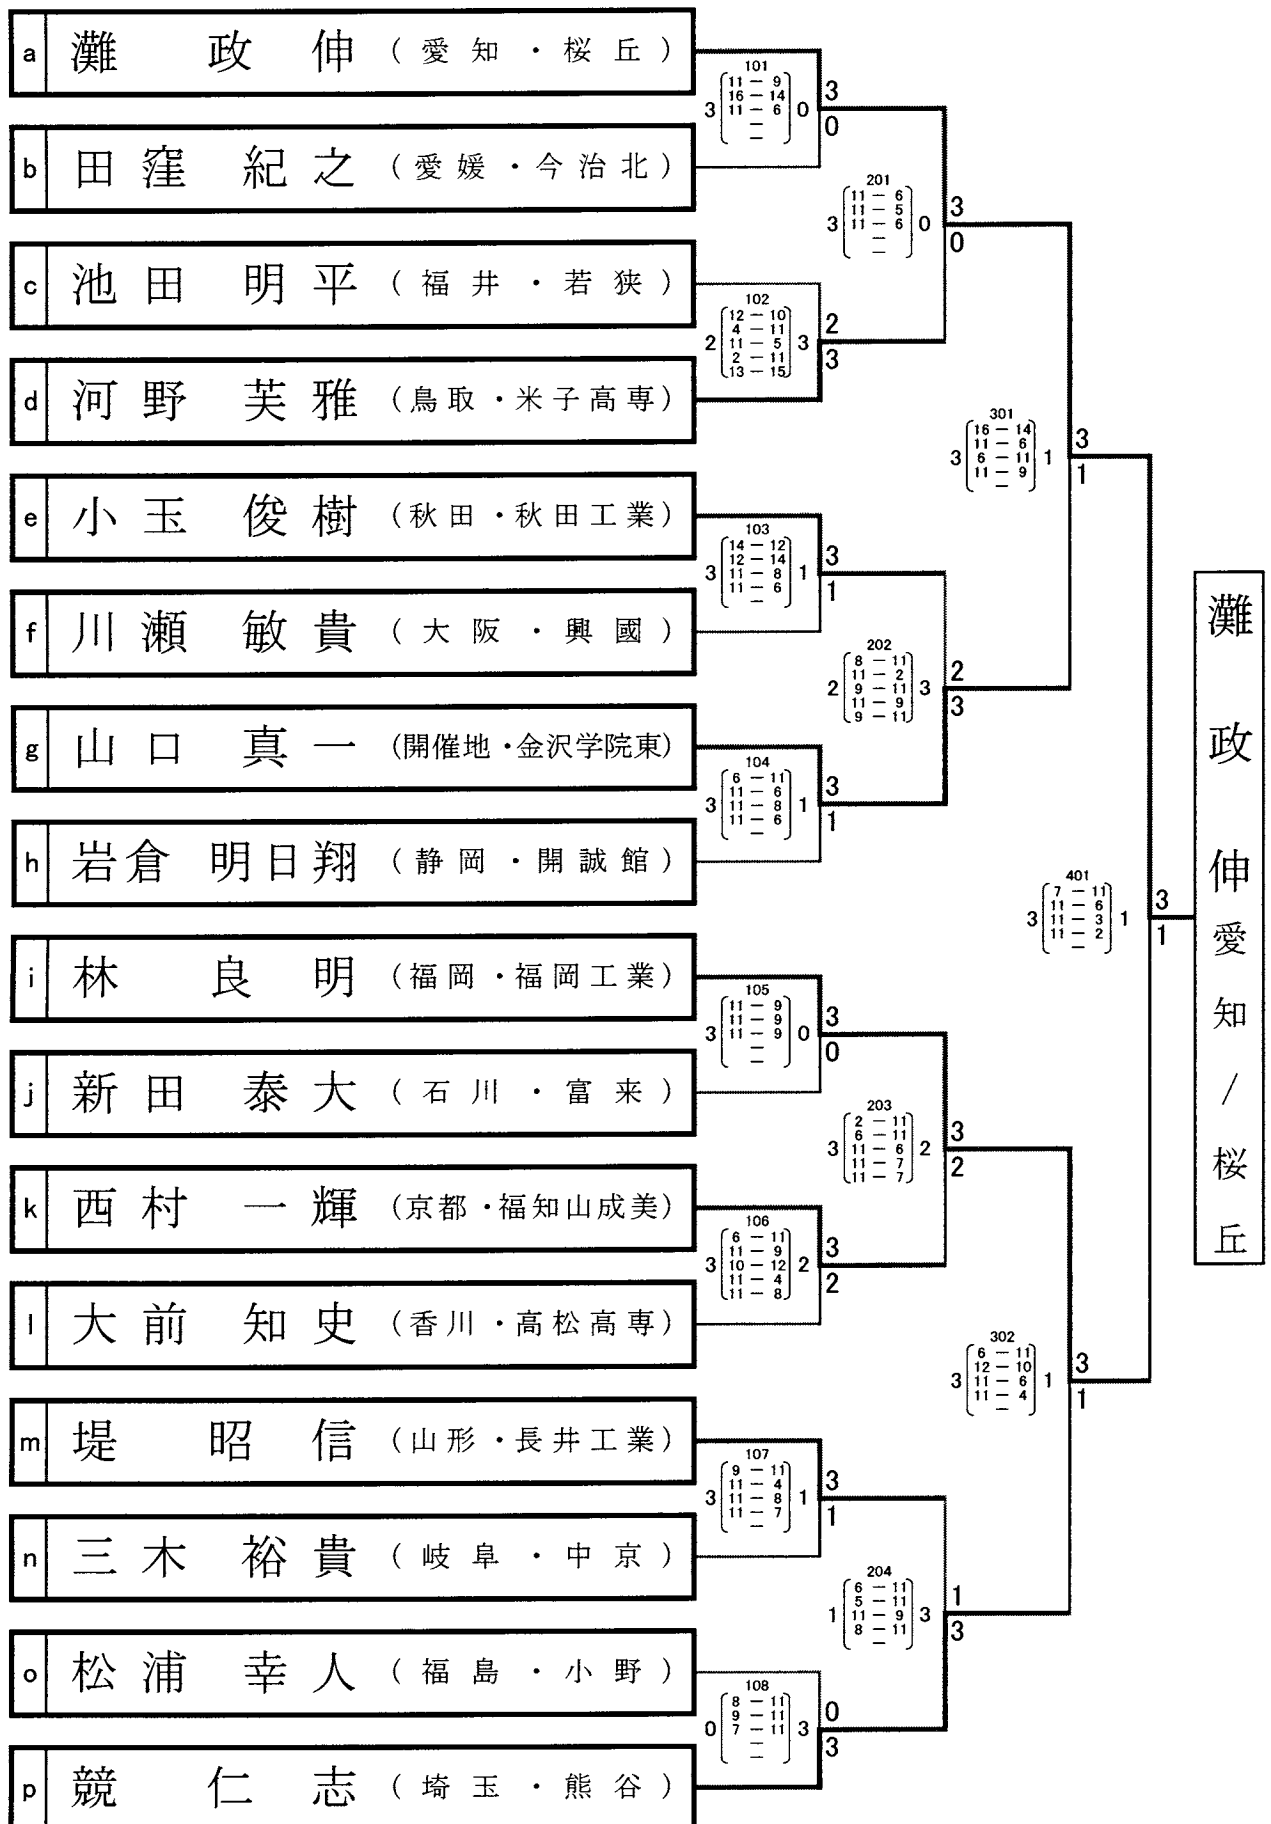 a 灘 政 伸 (愛知・桜丘)
b 田窪 紀之 (愛媛・今治北)
c 池田 明平 (福井・若狭)
d 河野 芙雅 (鳥取・米子高専)
e 小玉 俊樹 (秋田・秋田工業)
f 川瀬 敏貴 (大阪・興國)
g 山口 真一 (開催地・金沢学院東)
h 岩倉 明日翔 (静岡・開誠館)
i 林 良明 (福岡・福岡工業)
j 新田 泰大 (石川・富来)
k 西村 一輝 (京都・福知山成美)
l 大前 知史 (香川・高松高専)
m 堤 昭信 (山形・長井工業)
n 三木 裕貴 (岐阜・中京)
o 松浦 幸人 (福島・小野)
p 競 仁志 (埼玉・熊谷)
101
11 － 9
16 － 14
3 11 － 6 0
－
－
3
0
102
12 － 10
4 － 11
2 11 － 5 3
2 － 11
13 － 15
2
3
103
14 － 12
12 － 14
3 11 － 8 1
11 － 6
－
3
1
104
6 － 11
11 － 6
3 11 － 8 1
11 － 6
－
3
1
105
11 － 9
11 － 9
3 11 － 9 0
－
－
3
0
106
6 － 11
11 － 9
3 10 － 12 2
11 － 4
11 － 8
3
2
107
9 － 11
11 － 4
3 11 － 8 1
11 － 7
－
3
1
108
8 － 11
9 － 11
0 7 － 11 3
－
－
0
3
201
11 － 6
11 － 5
3 11 － 6 0
－
－
3
0
202
8 － 11
11 － 2
2 9 － 11 3
11 － 9
9 － 11
2
3
203
2 － 11
6 － 11
3 11 － 6 2
11 － 7
11 － 7
3
2
204
6 － 11
5 － 11
1 11 － 9 3
8 － 11
－
1
3
301
16 － 14
11 － 6
3 6 － 11 1
11 － 9
－
3
1
302
6 － 11
12 － 10
3 11 － 6 1
11 － 4
－
3
1
401
7 － 11
11 － 6
3 11 － 3 1
11 － 2
－
3
1
灘 政 伸 愛知/桜丘